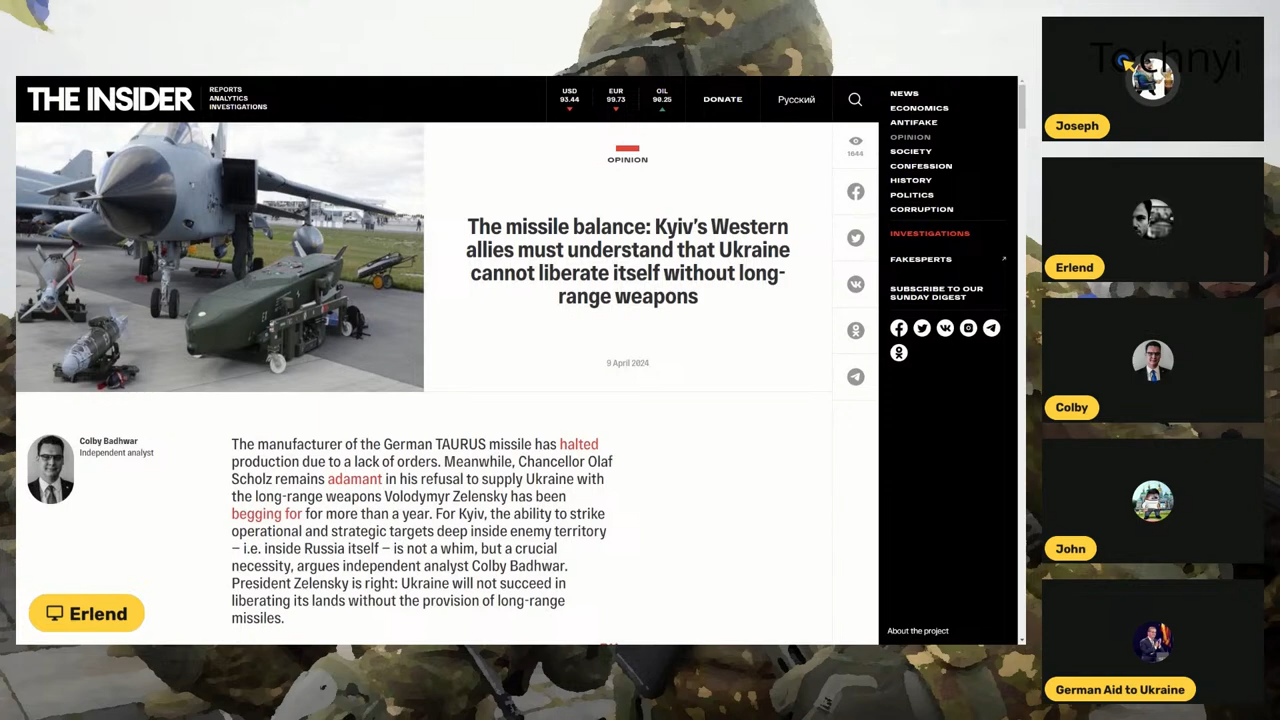 THE INSIDER
REPORTS
ANALYTICS
INVESTIGATIONS
USD
93.44
EUR
99.73
OIL
90.25
DONATE
Русский
OPINION
The missile balance: Kyiv’s Western
allies must understand that Ukraine
cannot liberate itself without long-
range weapons
9 April 2024
1644
Colby Badhwar
Independent analyst
The manufacturer of the German TAURUS missile has halted
production due to a lack of orders. Meanwhile, Chancellor Olaf
Scholz remains adamant in his refusal to supply Ukraine with
the long-range weapons Volodymyr Zelensky has been
begging for for more than a year. For Kyiv, the ability to strike
operational and strategic targets deep inside enemy territory
– i.e. inside Russia itself – is not a whim, but a crucial
necessity, argues independent analyst Colby Badhwar.
President Zelensky is right: Ukraine will not succeed in
liberating its lands without the provision of long-range
missiles.
Erlend
NEWS
ECONOMICS
ANTIFAKE
OPINION
SOCIETY
CONFESSION
HISTORY
POLITICS
CORRUPTION
INVESTIGATIONS
FAKESPERTS
SUBSCRIBE TO OUR
SUNDAY DIGEST
About the project
Tochnyi
Joseph
Erlend
Colby
John
German Aid to Ukraine